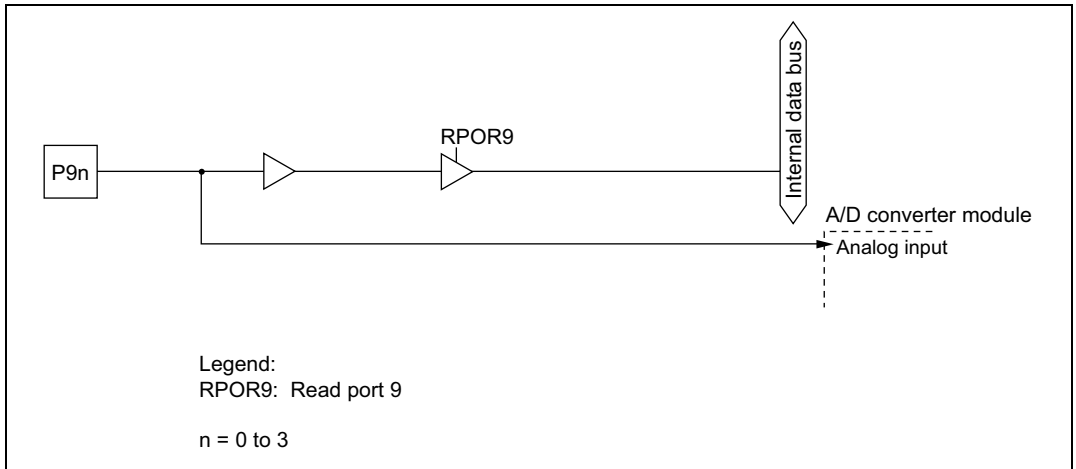 Internal data bus
RPOR9
P9n
A/D converter module
Analog input
Legend:
RPOR9: Read port 9
n = 0 to 3